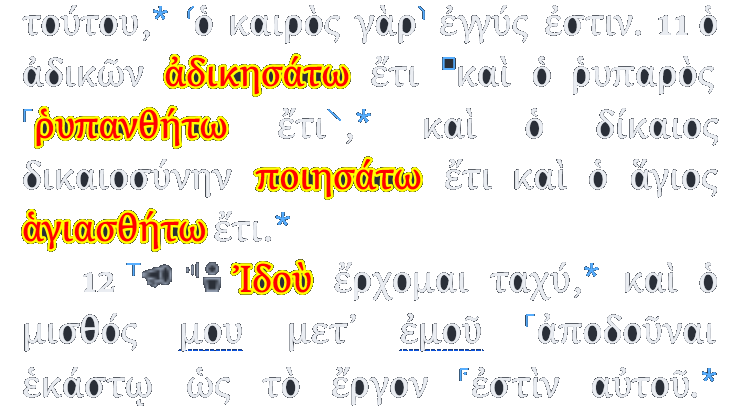 τούτου,* ⸂ὁ καιρὸς γὰρ⸃ ἐγγύς ἐστιν. 11 ὁ
ἀδικῶν ἀδικησάτω ἔτι ⸋καὶ ὁ ῥυπαρὸς
⸀ῥυπανθήτω ἔτι⸌,* καὶ ὁ δίκαιος
δικαιοσύνην ποιησάτω ἔτι καὶ ὁ ἅγιος
ἁγιασθήτω ἔτι.*
12 ⸆Ἰδοὺ ἔρχομαι ταχύ,* καὶ ὁ
μισθός μου μετ’ ἐμοῦ ⸀ἀποδοῦναι
ἑκάστῳ ὡς τὸ ἔργον ⸁ἐστὶν αὐτοῦ.*